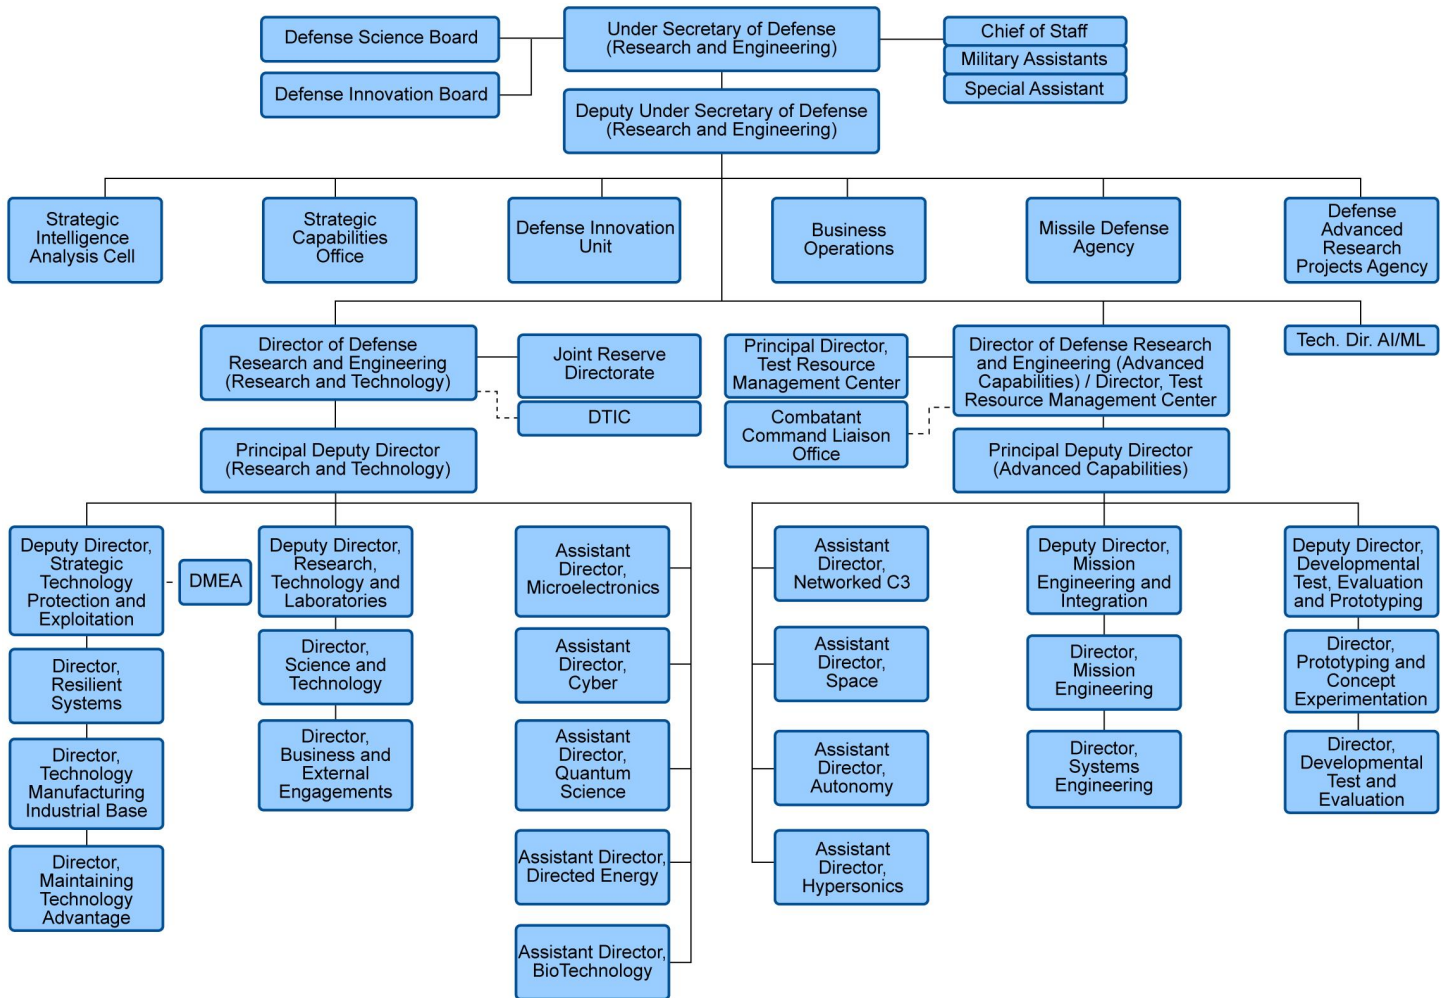 Defense Science Board
Under Secretary of Defense
(Research and Engineering)
Chief of Staff
Military Assistants
Special Assistant
Defense Innovation Board
Deputy Under Secretary of Defense
(Research and Engineering)
Strategic
Intelligence
Analysis Cell
Strategic
Capabilities
Office
Defense Innovation
Unit
Business
Operations
Missile Defense
Agency
Defense
Advanced
Research
Projects Agency
Director of Defense
Research and Engineering
(Research and Technology)
Joint Reserve
Directorate
DTIC
Principal Director,
Test Resource
Management Center
Combatant
Command Liaison
Office
Director of Defense Research
and Engineering (Advanced
Capabilities) / Director, Test
Resource Management Center
Tech. Dir. AI/ML
Principal Deputy Director
(Research and Technology)
Principal Deputy Director
(Advanced Capabilities)
Deputy Director,
Strategic
Technology
Protection and
Exploitation
DMEA
Director,
Resilient
Systems
Director,
Technology
Manufacturing
Industrial Base
Director,
Maintaining
Technology
Advantage
Deputy Director,
Research,
Technology and
Laboratories
Director,
Science and
Technology
Director,
Business and
External
Engagements
Assistant
Director,
Microelectronics
Assistant
Director,
Cyber
Assistant
Director,
Quantum
Science
Assistant Director,
Directed Energy
Assistant Director,
BioTechnology
Assistant
Director,
Networked C3
Assistant
Director,
Space
Assistant
Director,
Autonomy
Assistant
Director,
Hypersonics
Deputy Director,
Mission
Engineering and
Integration
Director,
Mission
Engineering
Director,
Systems
Engineering
Deputy Director,
Developmental
Test, Evaluation
and Prototyping
Director,
Prototyping and
Concept
Experimentation
Director,
Developmental
Test and
Evaluation